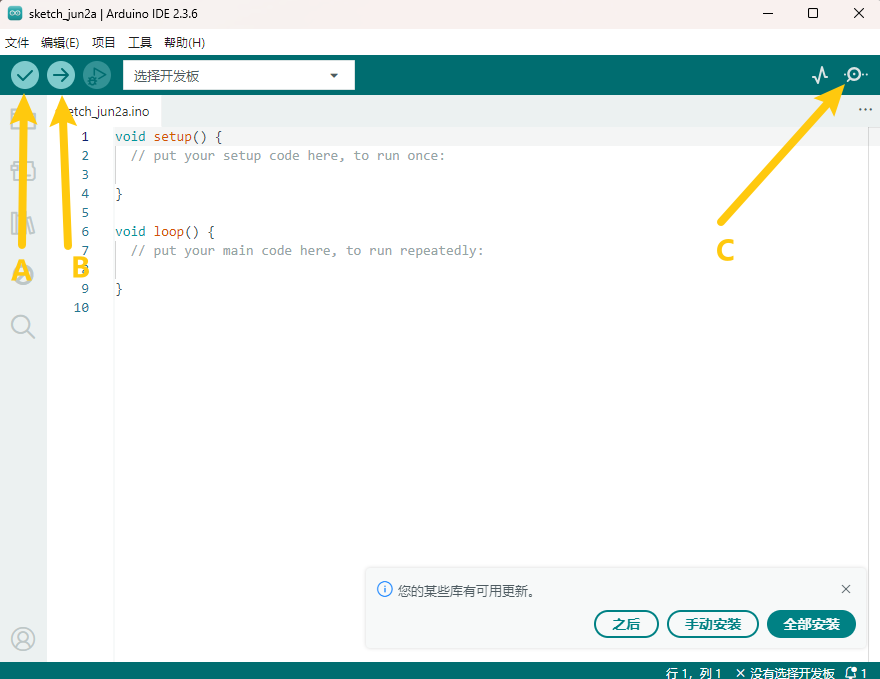 sketch_jun2a | Arduino IDE 2.3.6
文件 编辑(E) 项目 工具 帮助(H)
选择开发板
etch_jun2a.ino
1 void setup() {
2 // put your setup code here, to run once:
3
4 }
5
6 void loop() {
7 // put your main code here, to run repeatedly:
8
9 }
10
A
B
C
您的某些库有可用更新。
之后 手动安装 全部安装
行 1，列 1 × 没有选择开发板 1